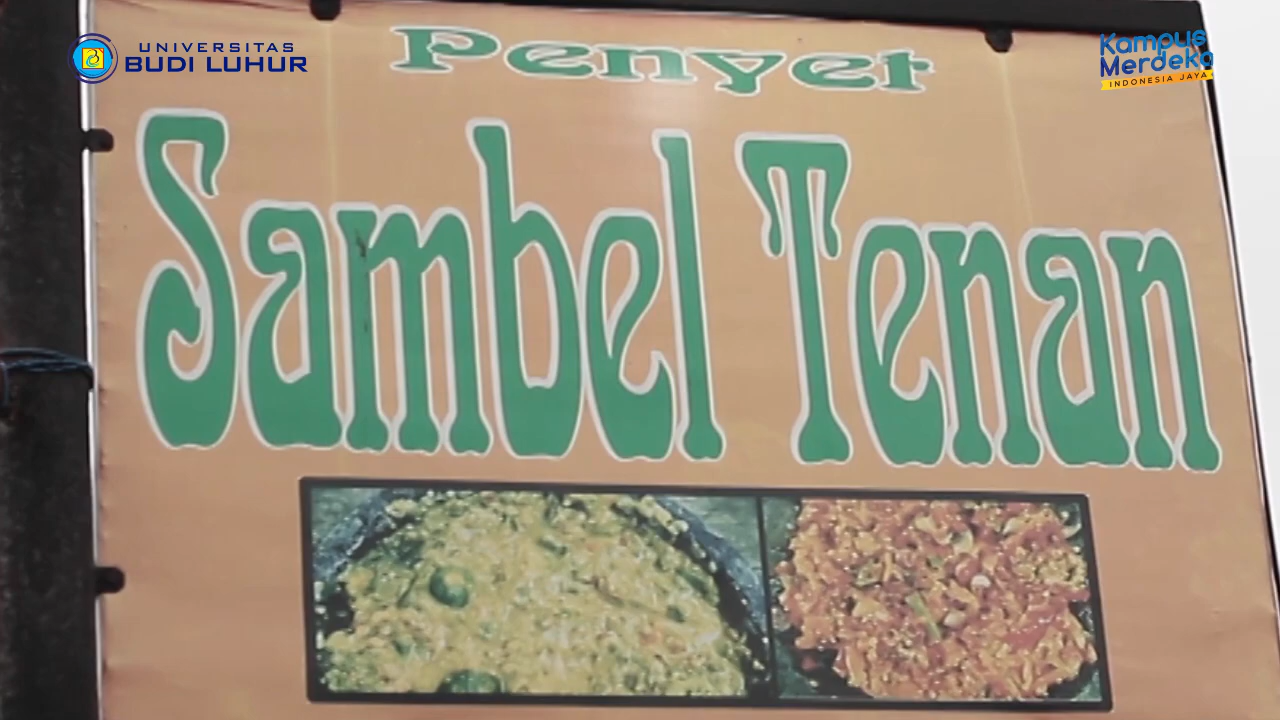 UNIVERSITAS
BUDI LUHUR
Kampus
Merdeka
INDONESIA JAYA
Penyet
Sambel Tenan